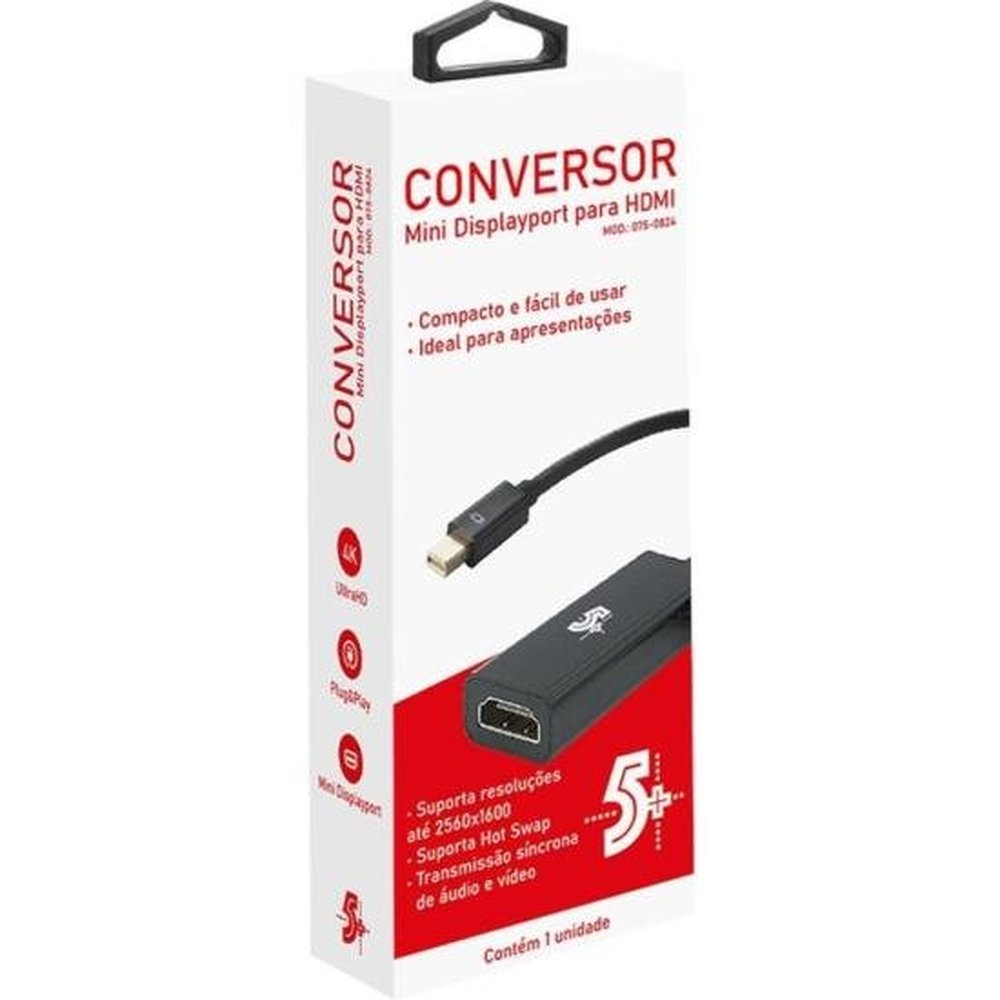 CONVERSOR
Mini Displayport para HDMI
MOD.: 075-0824
· Compacto e fácil de usar
· Ideal para apresentações
5+
5+
· Suporta resoluções
até 2560x1600
· Suporta Hot Swap
· Transmissão síncrona
de áudio e vídeo
Contém 1 unidade
CONVERSOR
Mini Displayport para HDMI
MOD.: 075-0824
4K
UltraHD
Plug&Play
Mini Displayport
5+